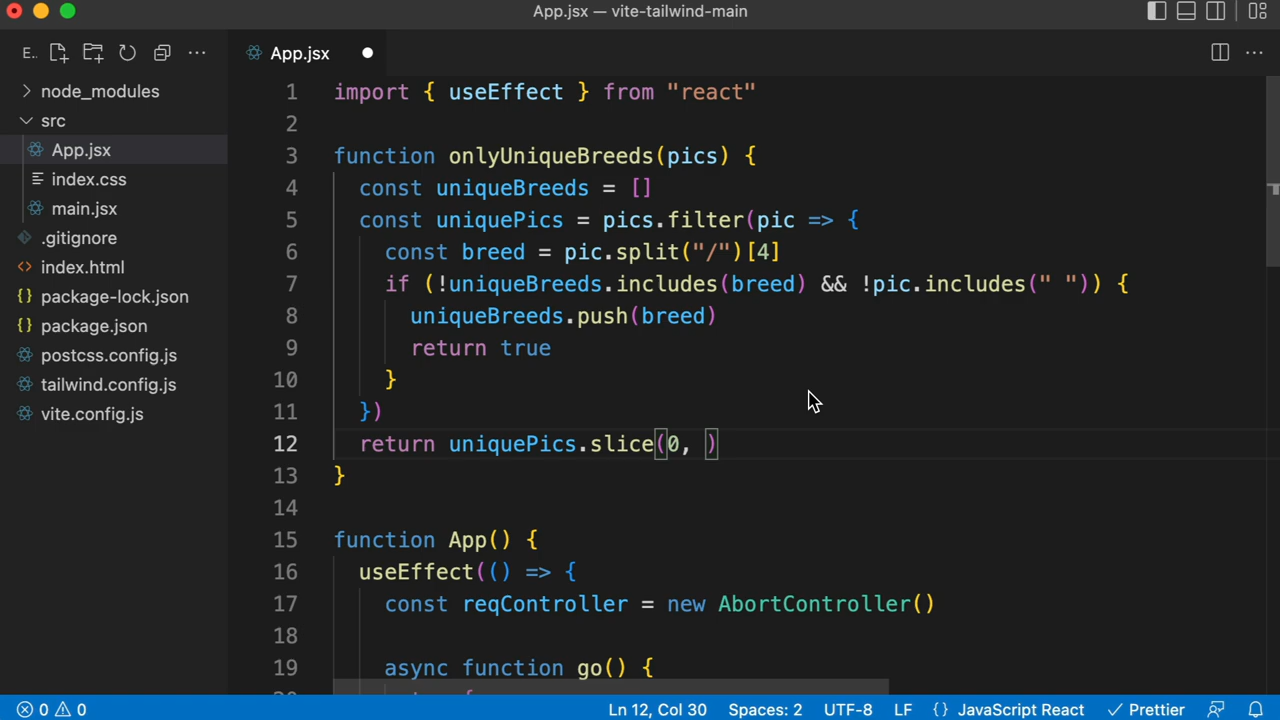 App.jsx — vite-tailwind-main
E..
App.jsx
node_modules
src
App.jsx
index.css
main.jsx
.gitignore
index.html
package-lock.json
package.json
postcss.config.js
tailwind.config.js
vite.config.js
1 import { useEffect } from "react"
2
3 function onlyUniqueBreeds(pics) {
4 const uniqueBreeds = []
5 const uniquePics = pics.filter(pic => {
6 const breed = pic.split("/")[4]
7 if (!uniqueBreeds.includes(breed) && !pic.includes(" ")) {
8 uniqueBreeds.push(breed)
9 return true
10 }
11 })
12 return uniquePics.slice(0, )
13 }
14
15 function App() {
16 useEffect(() => {
17 const reqController = new AbortController()
18
19 async function go() {
0 0 Ln 12, Col 30 Spaces: 2 UTF-8 LF {} JavaScript React Prettier